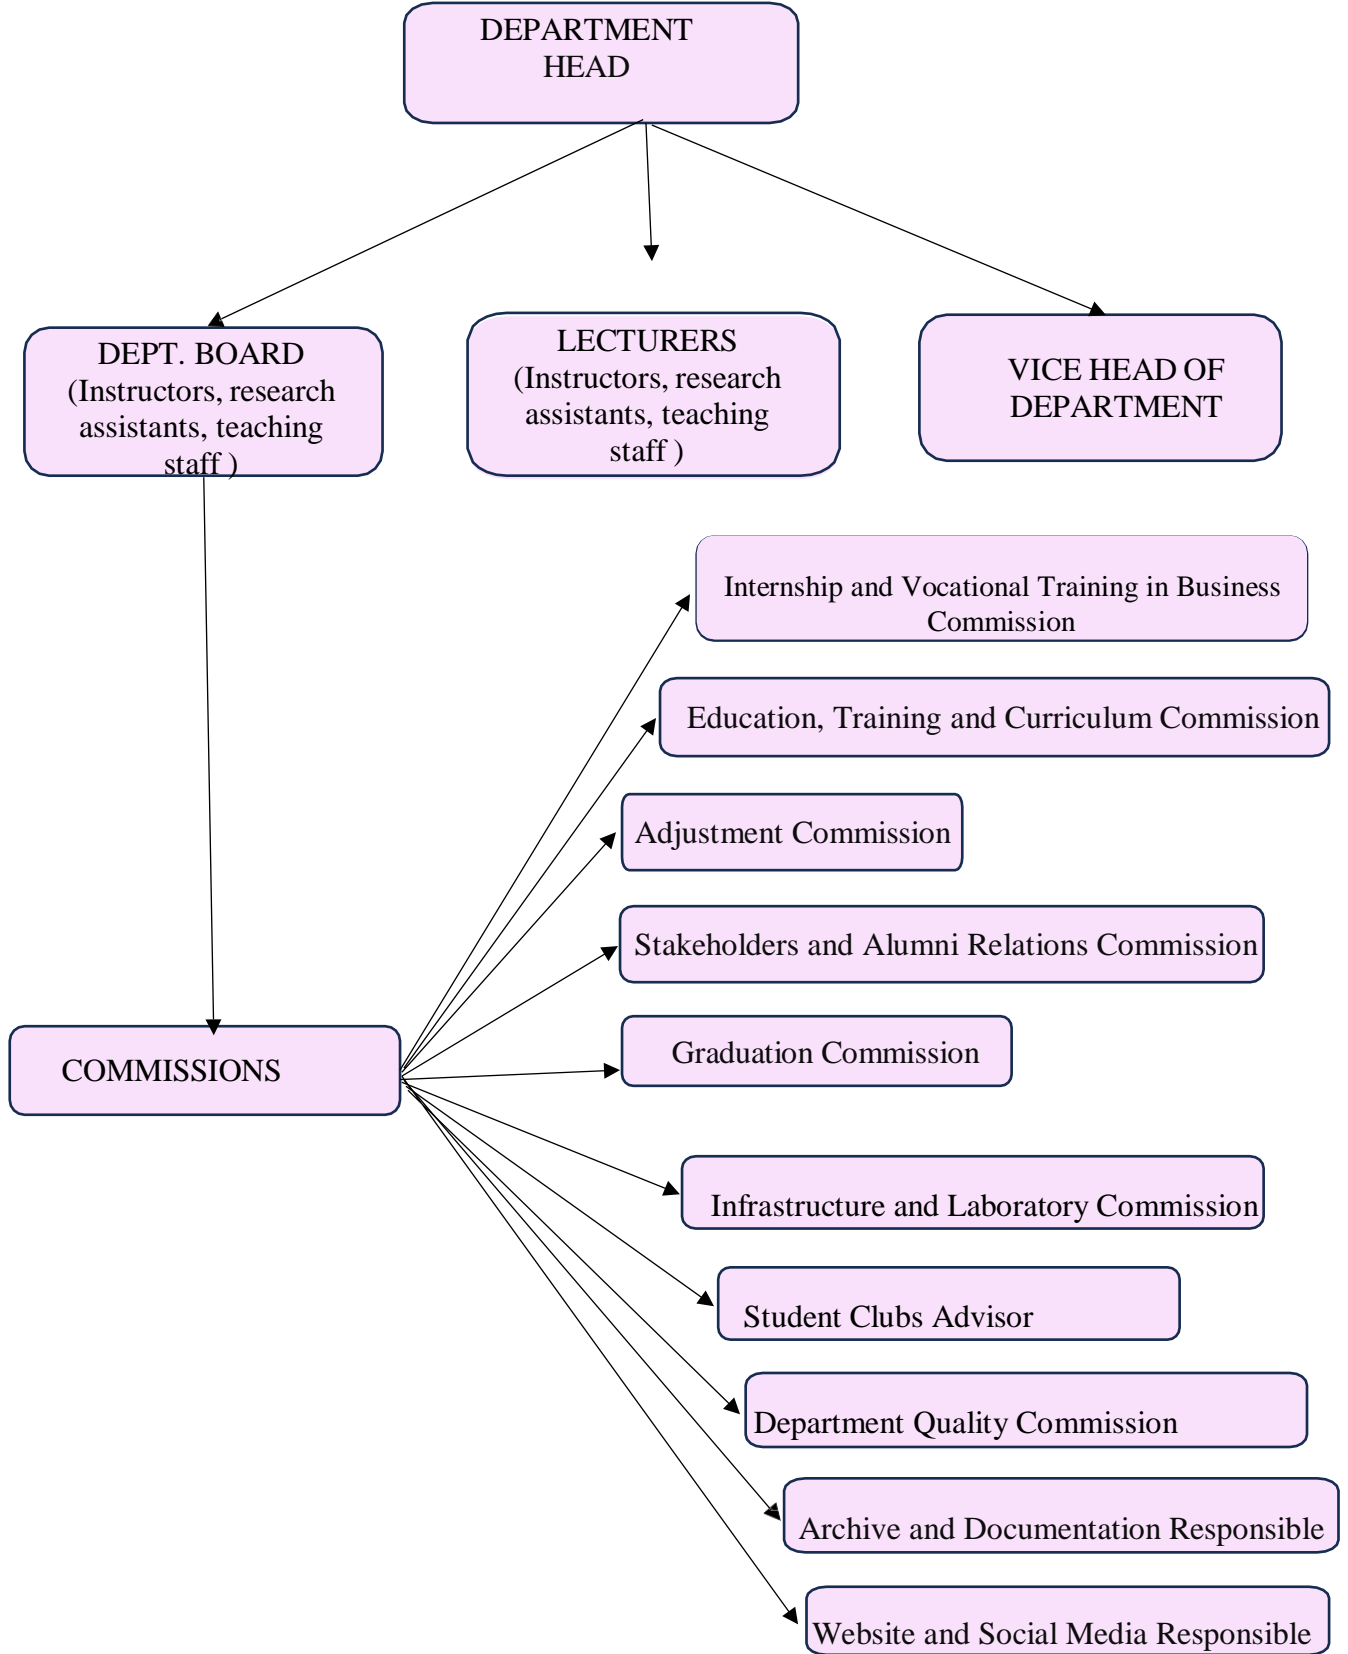 DEPARTMENT
HEAD
DEPT. BOARD
(Instructors, research
assistants, teaching
staff )
LECTURERS
(Instructors, research
assistants, teaching
staff )
VICE HEAD OF
DEPARTMENT
Internship and Vocational Training in Business
Commission
Education, Training and Curriculum Commission
Adjustment Commission
Stakeholders and Alumni Relations Commission
COMMISSIONS
Graduation Commission
Infrastructure and Laboratory Commission
Student Clubs Advisor
Department Quality Commission
Archive and Documentation Responsible
Website and Social Media Responsible